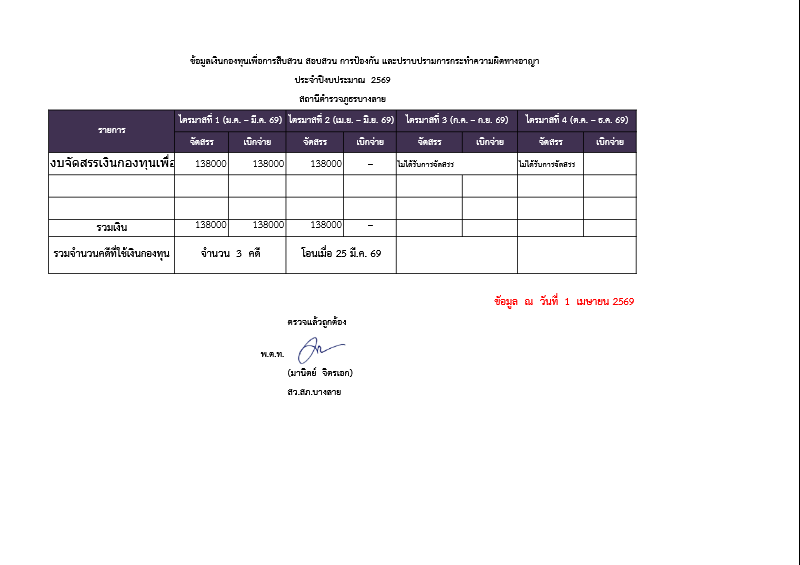 ข้อมูลเงินกองทุนเพื่อการสืบสวน สอบสวน การป้องกัน และปราบปรามการกระทำความผิดทางอาญา
ประจำปีงบประมาณ 2569
สถานีตำรวจภูธรบางลาย
รายการ ไตรมาสที่ 1 (ม.ค. – มี.ค. 69) ไตรมาสที่ 2 (เม.ย. – มิ.ย. 69) ไตรมาสที่ 3 (ก.ค. – ก.ย. 69) ไตรมาสที่ 4 (ต.ค. – ธ.ค. 69)
จัดสรร เบิกจ่าย จัดสรร เบิกจ่าย จัดสรร เบิกจ่าย จัดสรร เบิกจ่าย
งบจัดสรรเงินกองทุนเพื่อ 138000 138000 138000 – ไม่ได้รับการจัดสรร ไม่ได้รับการจัดสรร
รวมเงิน 138000 138000 138000 –
รวมจำนวนคดีที่ใช้เงินกองทุน จำนวน 3 คดี โอนเมื่อ 25 มี.ค. 69
ข้อมูล ณ วันที่ 1 เมษายน 2569
ตรวจแล้วถูกต้อง
พ.ต.ท.
(มานิตย์ จิตรเอก)
สว.สภ.บางลาย